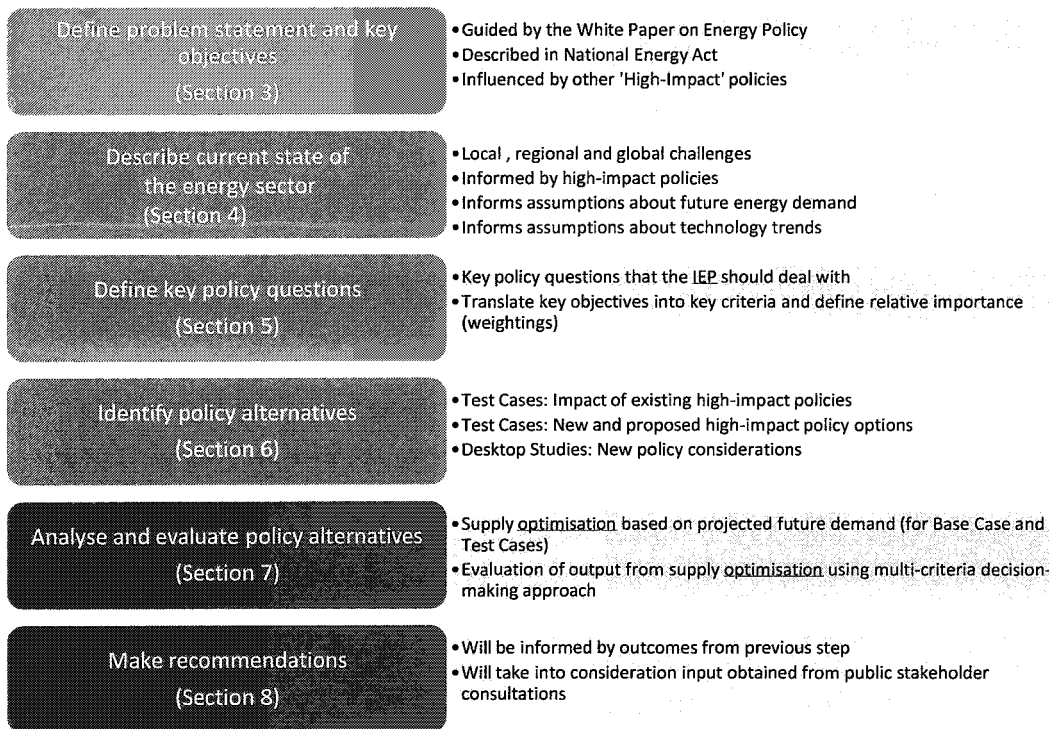 Define problem statement and key
objectives
(Section 3)
•Guided by the White Paper on Energy Policy
•Described in National Energy Act
•Influenced by other 'High-Impact' policies
Describe current state of
the energy sector
(Section 4)
•Local , regional and global challenges
•Informed by high-impact policies
•Informs assumptions about future energy demand
•Informs assumptions about technology trends
Define key policy questions
(Section 5)
•Key policy questions that the IEP should deal with
•Translate key objectives into key criteria and define relative importance
(weightings)
Identify policy alternatives
(Section 6)
•Test Cases: Impact of existing high-impact policies
•Test Cases: New and proposed high-impact policy options
•Desktop Studies: New policy considerations
Analyse and evaluate policy alternatives
(Section 7)
•Supply optimisation based on projected future demand (for Base Case and
Test Cases)
•Evaluation of output from supply optimisation using multi-criteria decision-
making approach
Make recommendations
(Section 8)
•Will be informed by outcomes from previous step
•Will take into consideration input obtained from public stakeholder
consultations